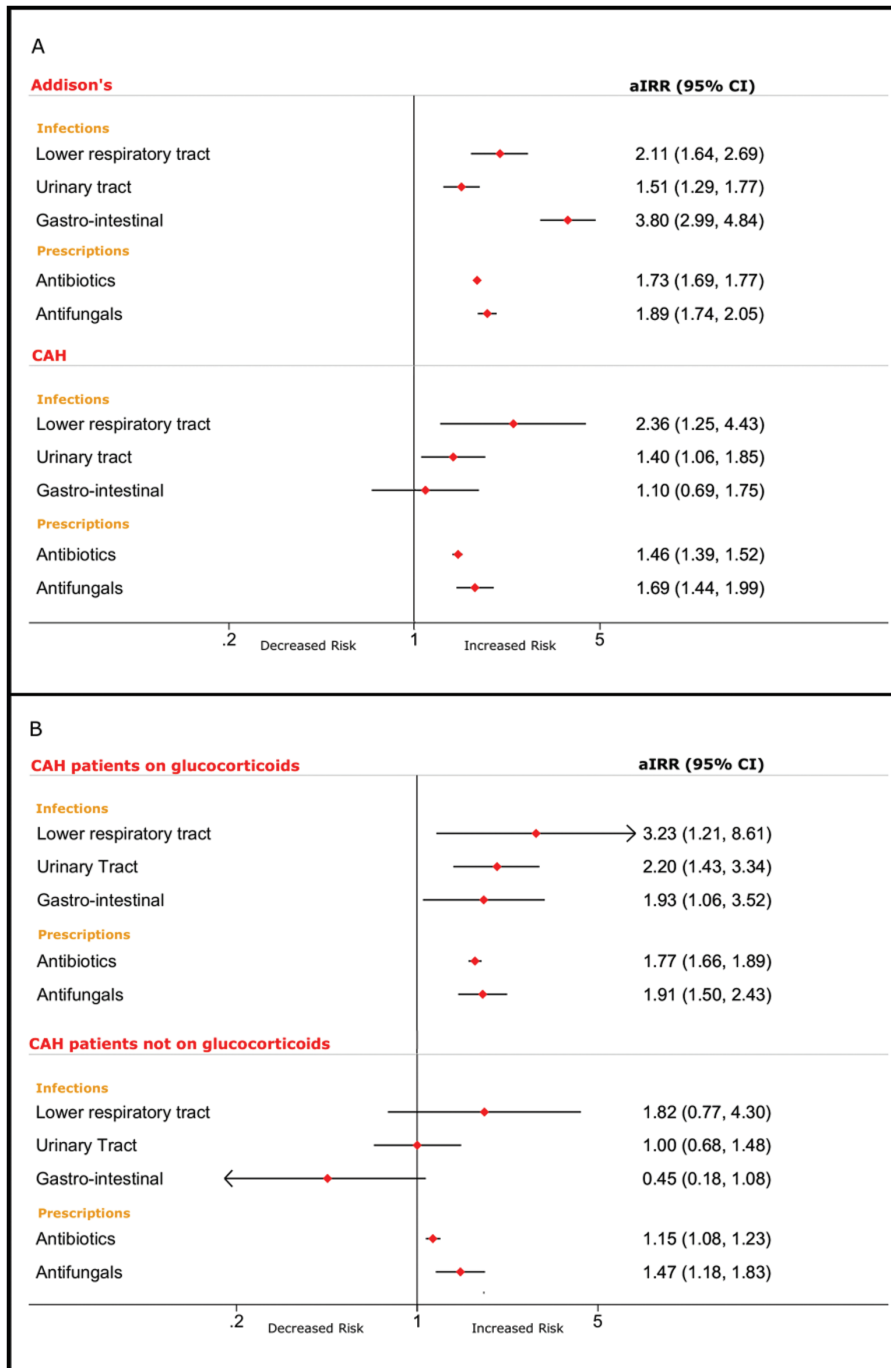 A
Addison's aIRR (95% CI)
Infections
Lower respiratory tract 2.11 (1.64, 2.69)
Urinary tract 1.51 (1.29, 1.77)
Gastro-intestinal 3.80 (2.99, 4.84)
Prescriptions
Antibiotics 1.73 (1.69, 1.77)
Antifungals 1.89 (1.74, 2.05)
CAH
Infections
Lower respiratory tract 2.36 (1.25, 4.43)
Urinary tract 1.40 (1.06, 1.85)
Gastro-intestinal 1.10 (0.69, 1.75)
Prescriptions
Antibiotics 1.46 (1.39, 1.52)
Antifungals 1.69 (1.44, 1.99)
.2 Decreased Risk 1 Increased Risk 5
B
CAH patients on glucocorticoids aIRR (95% CI)
Infections
Lower respiratory tract 3.23 (1.21, 8.61)
Urinary Tract 2.20 (1.43, 3.34)
Gastro-intestinal 1.93 (1.06, 3.52)
Prescriptions
Antibiotics 1.77 (1.66, 1.89)
Antifungals 1.91 (1.50, 2.43)
CAH patients not on glucocorticoids
Infections
Lower respiratory tract 1.82 (0.77, 4.30)
Urinary Tract 1.00 (0.68, 1.48)
Gastro-intestinal 0.45 (0.18, 1.08)
Prescriptions
Antibiotics 1.15 (1.08, 1.23)
Antifungals 1.47 (1.18, 1.83)
.2 Decreased Risk 1 Increased Risk 5